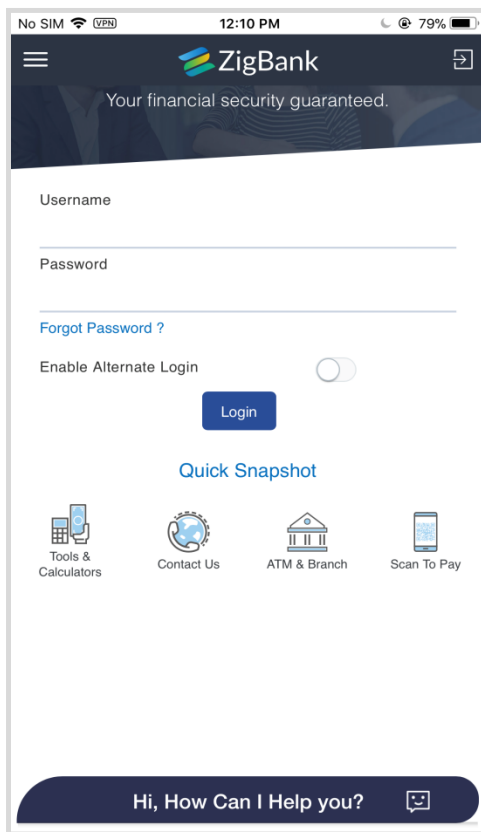 No SIM VPN 12:10 PM 79%
ZigBank
Your financial security guaranteed.
Username
Password
Forgot Password ?
Enable Alternate Login
Login
Quick Snapshot
Tools &
Calculators
Contact Us
ATM & Branch
Scan To Pay
Hi, How Can I Help you?